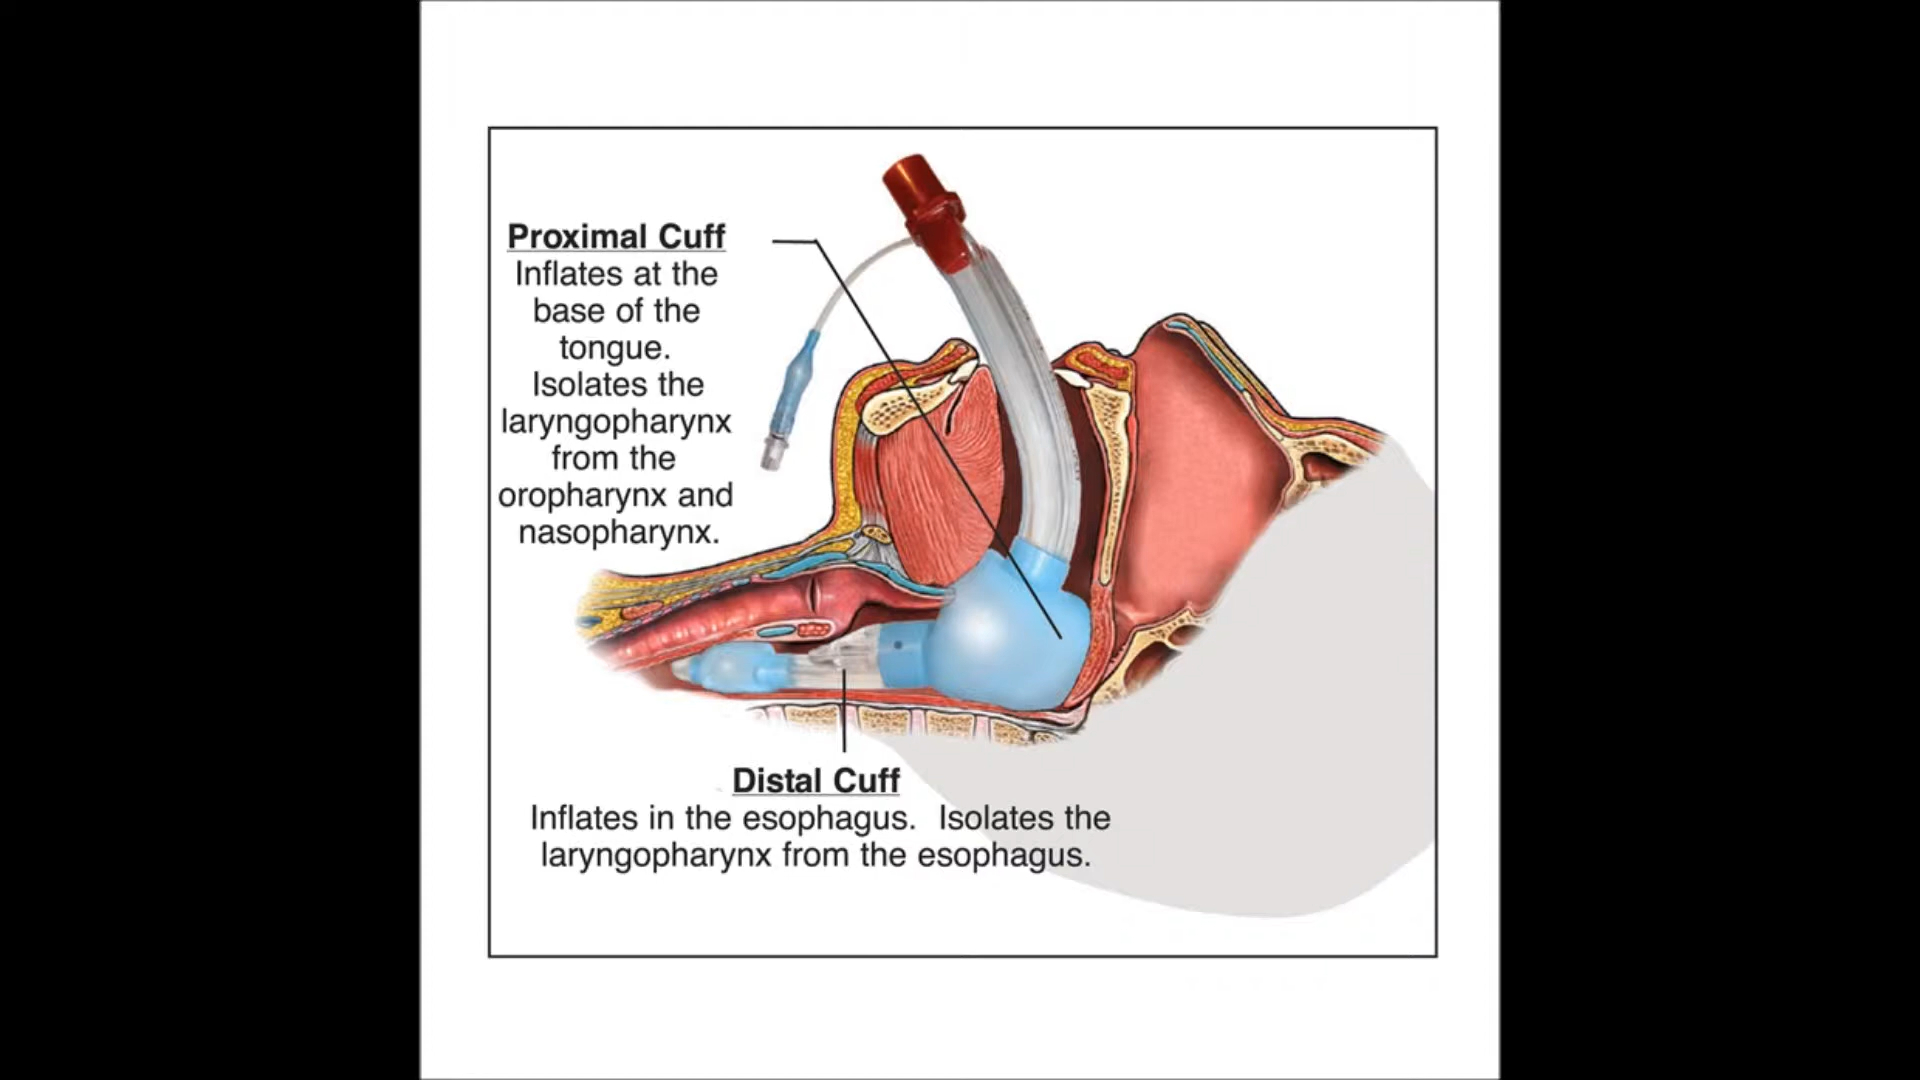 Proximal Cuff
Inflates at the
base of the
tongue.
Isolates the
laryngopharynx
from the
oropharynx and
nasopharynx.
Distal Cuff
Inflates in the esophagus. Isolates the
laryngopharynx from the esophagus.